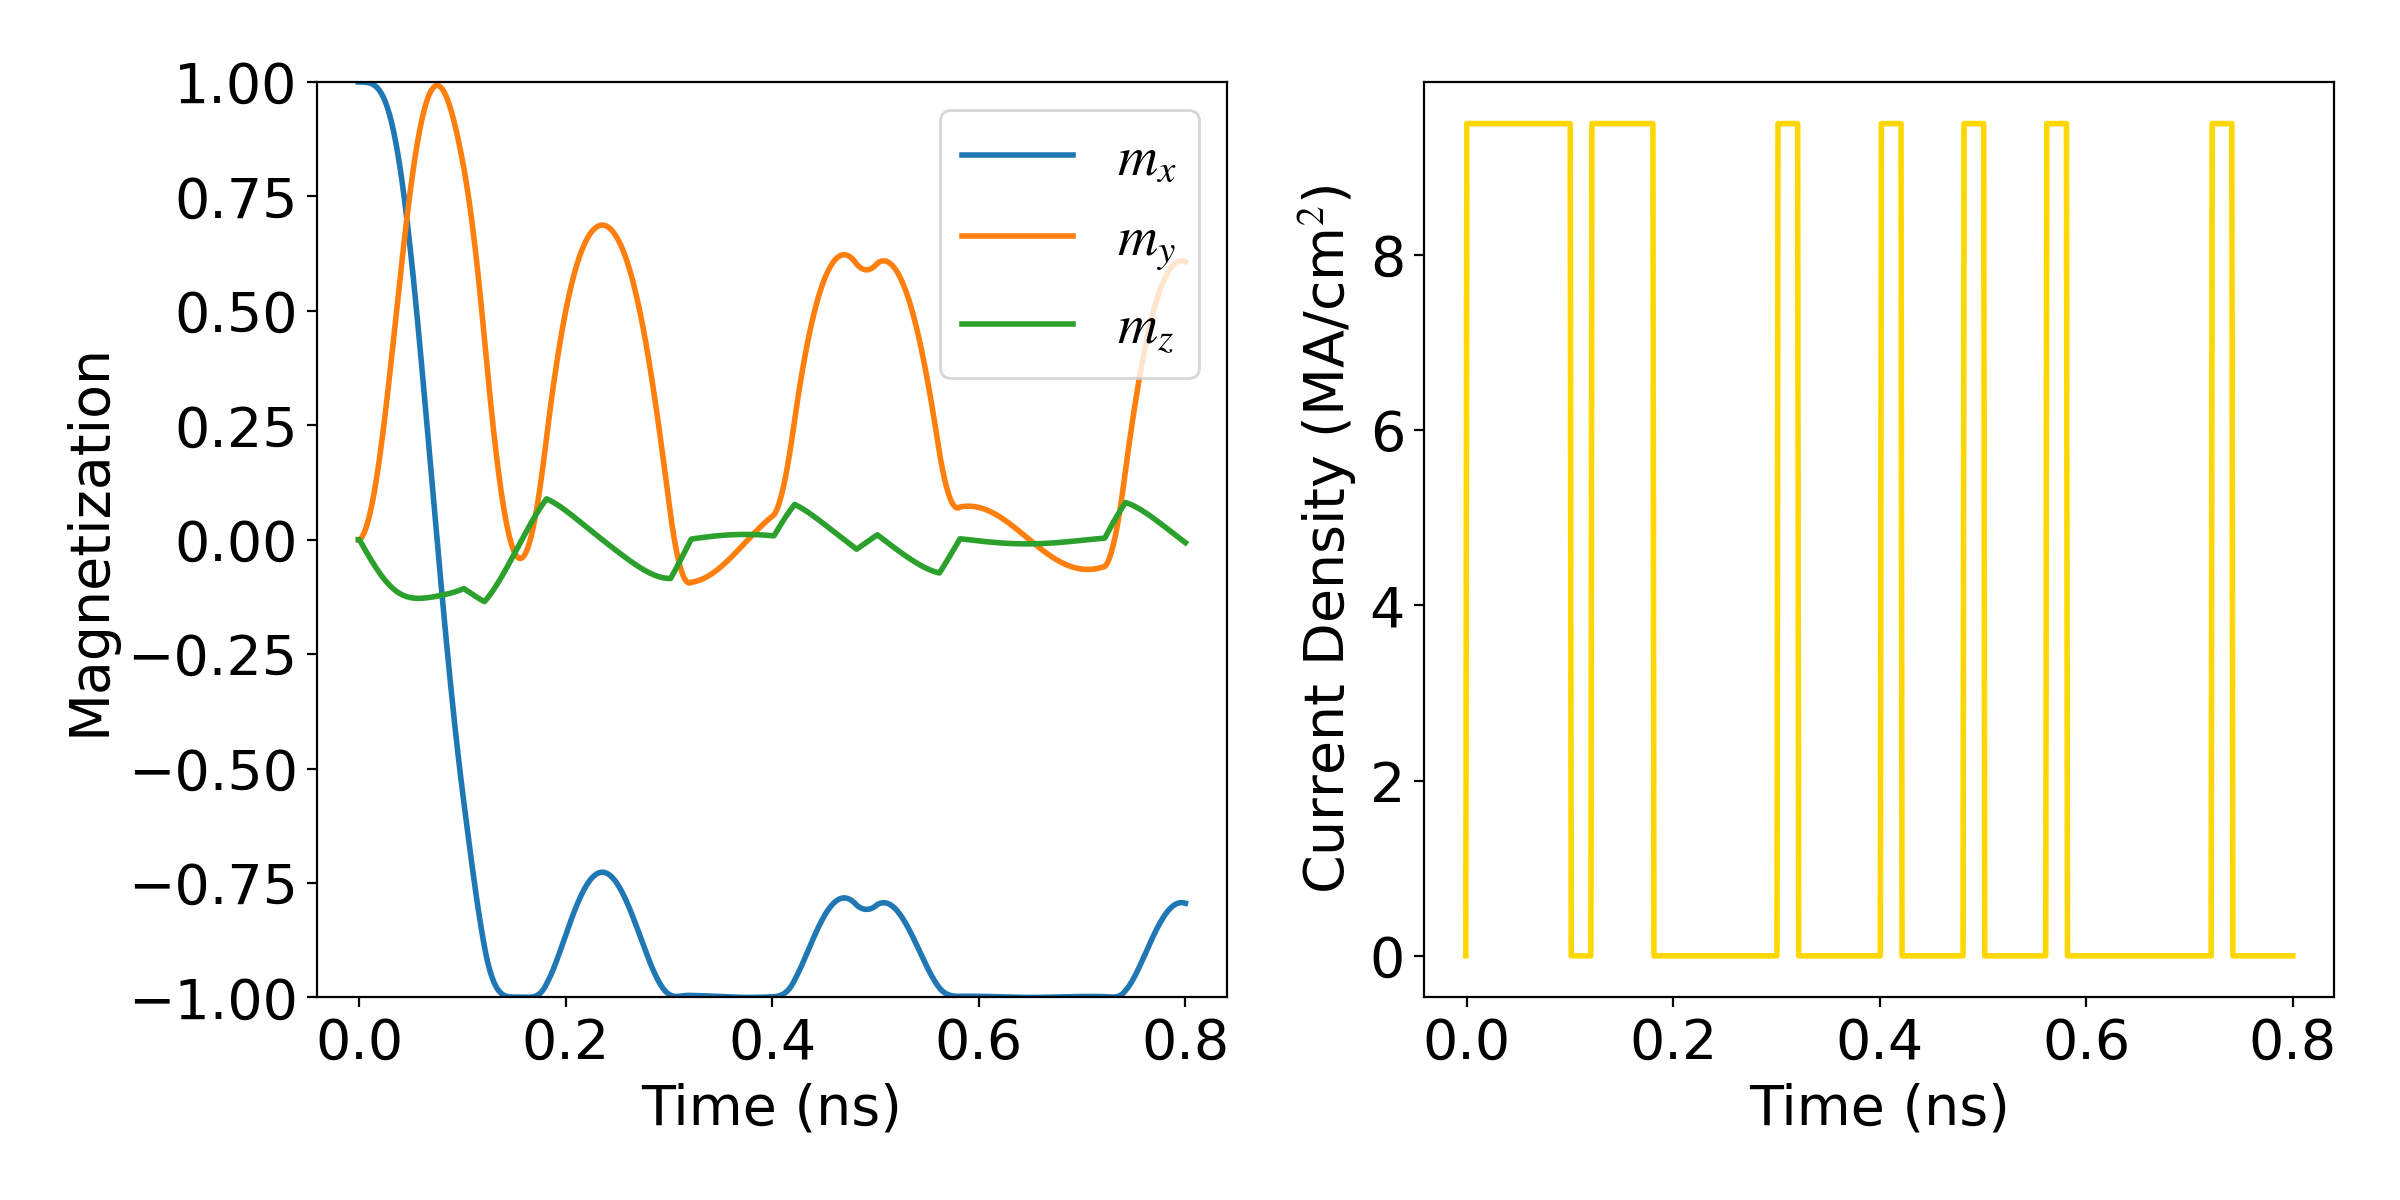 1.00
0.75
0.50
0.25
0.00
−0.25
−0.50
−0.75
−1.00
Magnetization
0.0 0.2 0.4 0.6 0.8
Time (ns)
m_x
m_y
m_z
8
6
4
2
0
Current Density (MA/cm²)
0.0 0.2 0.4 0.6 0.8
Time (ns)